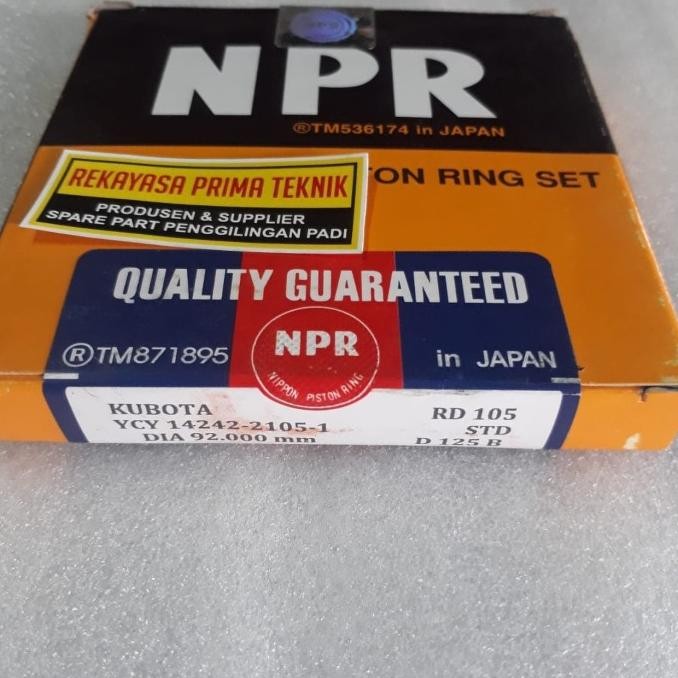 NPR
®TM536174 in JAPAN
TON RING SET
REKAYASA PRIMA TEKNIK
PRODUSEN & SUPPLIER
SPARE PART PENGGILINGAN PADI
QUALITY GUARANTEED
®TM871895
NPR
NIPPON PISTON RING
in JAPAN
KUBOTA RD 105
YCY 14242-2105-1 STD
DIA 92.000 mm D 125 B